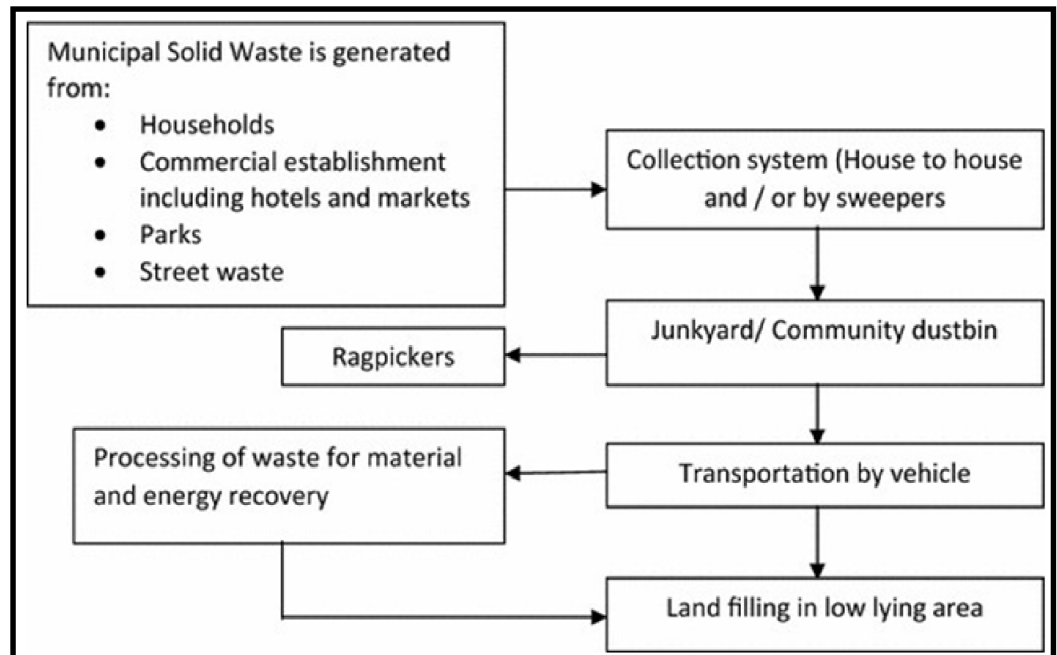 Municipal Solid Waste is generated
from:
• Households
• Commercial establishment
including hotels and markets
• Parks
• Street waste
Collection system (House to house
and / or by sweepers
Junkyard/ Community dustbin
Ragpickers
Transportation by vehicle
Processing of waste for material
and energy recovery
Land filling in low lying area